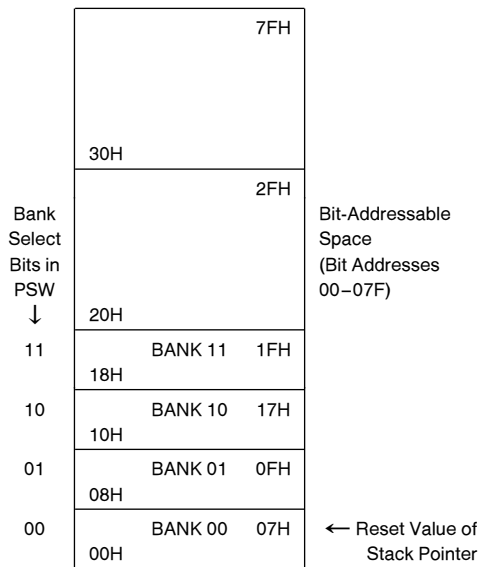 7FH
30H
2FH
Bank
Select
Bits in
PSW
↓
Bit-Addressable
Space
(Bit Addresses
00–07F)
20H
11 BANK 11 1FH
18H
10 BANK 10 17H
10H
01 BANK 01 0FH
08H
00 BANK 00 07H ← Reset Value of
00H Stack Pointer